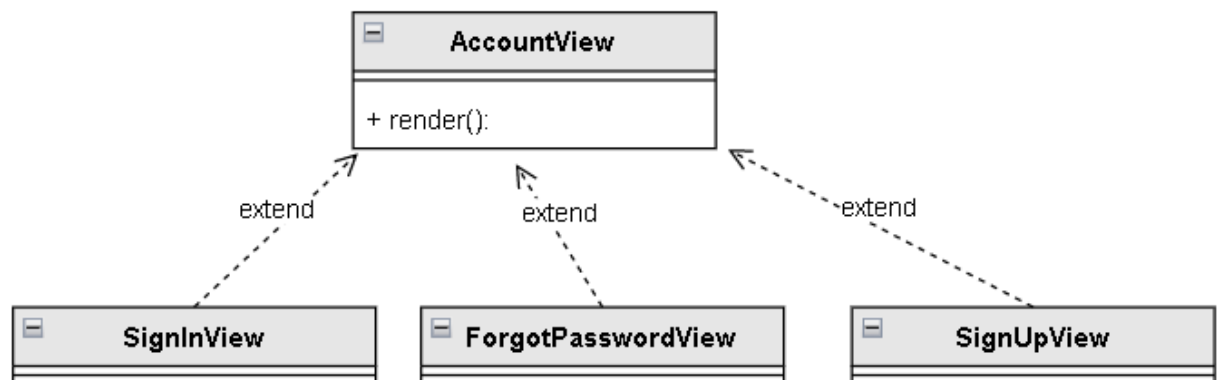 AccountView
+ render():
extend
extend
extend
SignInView
ForgotPasswordView
SignUpView